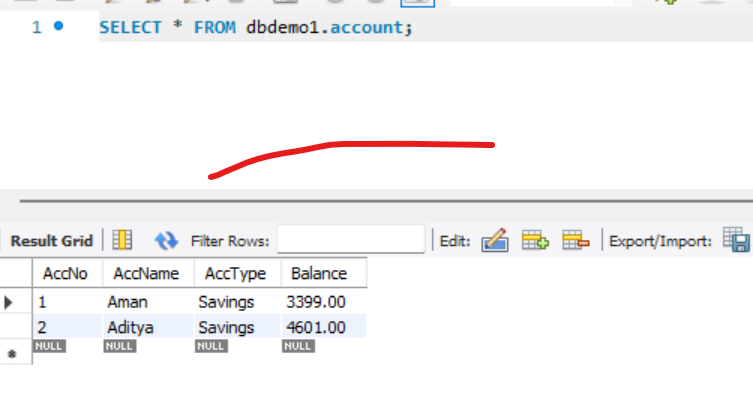 1 SELECT * FROM dbdemo1.account;
Result Grid Filter Rows: Edit: Export/Import:
AccNo AccName AccType Balance
1 Aman Savings 3399.00
2 Aditya Savings 4601.00
NULL NULL NULL NULL